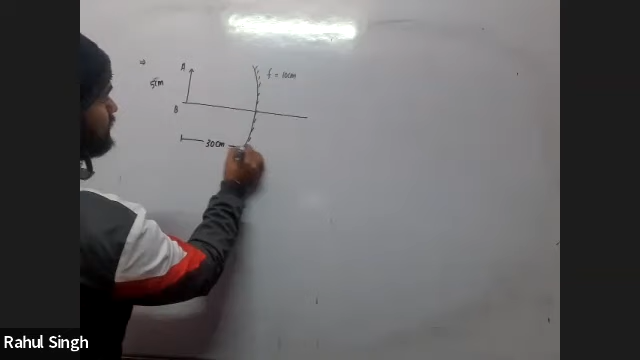 ⇒
A
f = 10cm
5cm
B
30cm
Rahul Singh